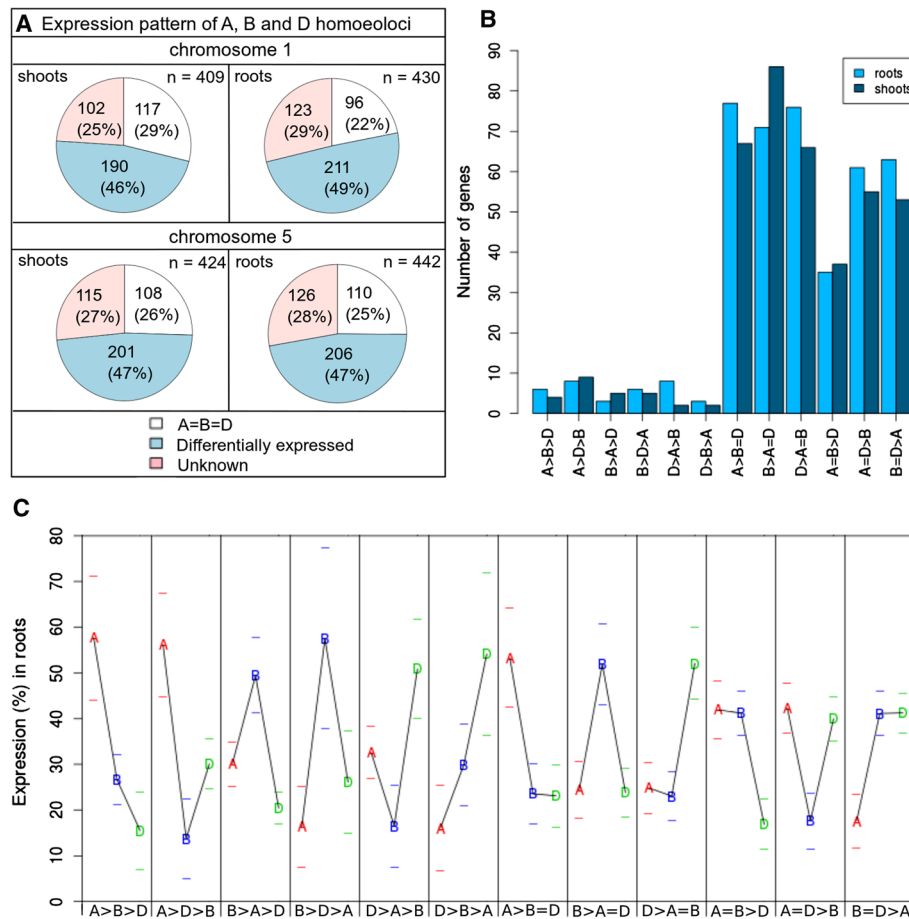 A Expression pattern of A, B and D homoeoloci
chromosome 1
shoots
n = 409
102
(25%)
117
(29%)
190
(46%)
roots
n = 430
123
(29%)
96
(22%)
211
(49%)
chromosome 5
shoots
n = 424
115
(27%)
108
(26%)
201
(47%)
roots
n = 442
126
(28%)
110
(25%)
206
(47%)
A=B=D
Differentially expressed
Unknown
B
Number of genes
90
80
70
60
50
40
30
20
10
0
roots
shoots
A>B>D
A>D>B
B>A>D
B>D>A
D>A>B
D>B>A
A>B=D
B>A=D
D>A=B
A=B>D
A=D>B
B=D>A
C
Expression (%) in roots
80
70
60
50
40
30
20
10
0
A B D
A B D
A B D
A B D
A B D
A B D
A B D
A B D
A B D
A B D
A B D
A B D
A>B>D A>D>B B>A>D B>D>A D>A>B D>B>A A>B=D B>A=D D>A=B A=B>D A=D>B B=D>A